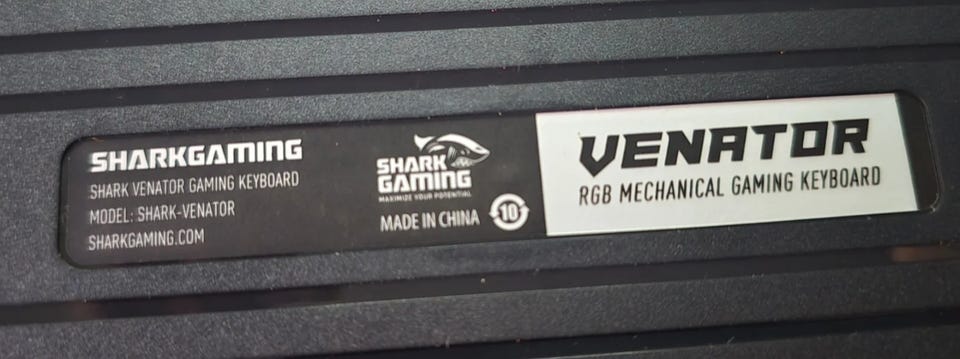 SHARKGAMING
SHARK VENATOR GAMING KEYBOARD
MODEL: SHARK-VENATOR
SHARKGAMING.COM
SHARK
GAMING
MAXIMIZE YOUR POTENTIAL
MADE IN CHINA
10
VENATOR
RGB MECHANICAL GAMING KEYBOARD